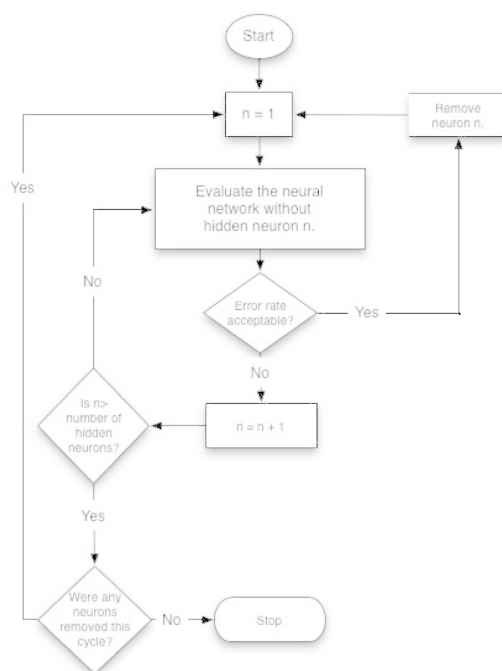 Start
n = 1
Remove
neuron n.
Yes
Evaluate the neural
network without
hidden neuron n.
No
Error rate
acceptable?
Yes
No
Is n>
number of
hidden
neurons?
n = n + 1
Yes
Were any
neurons
removed this
cycle?
No
Stop